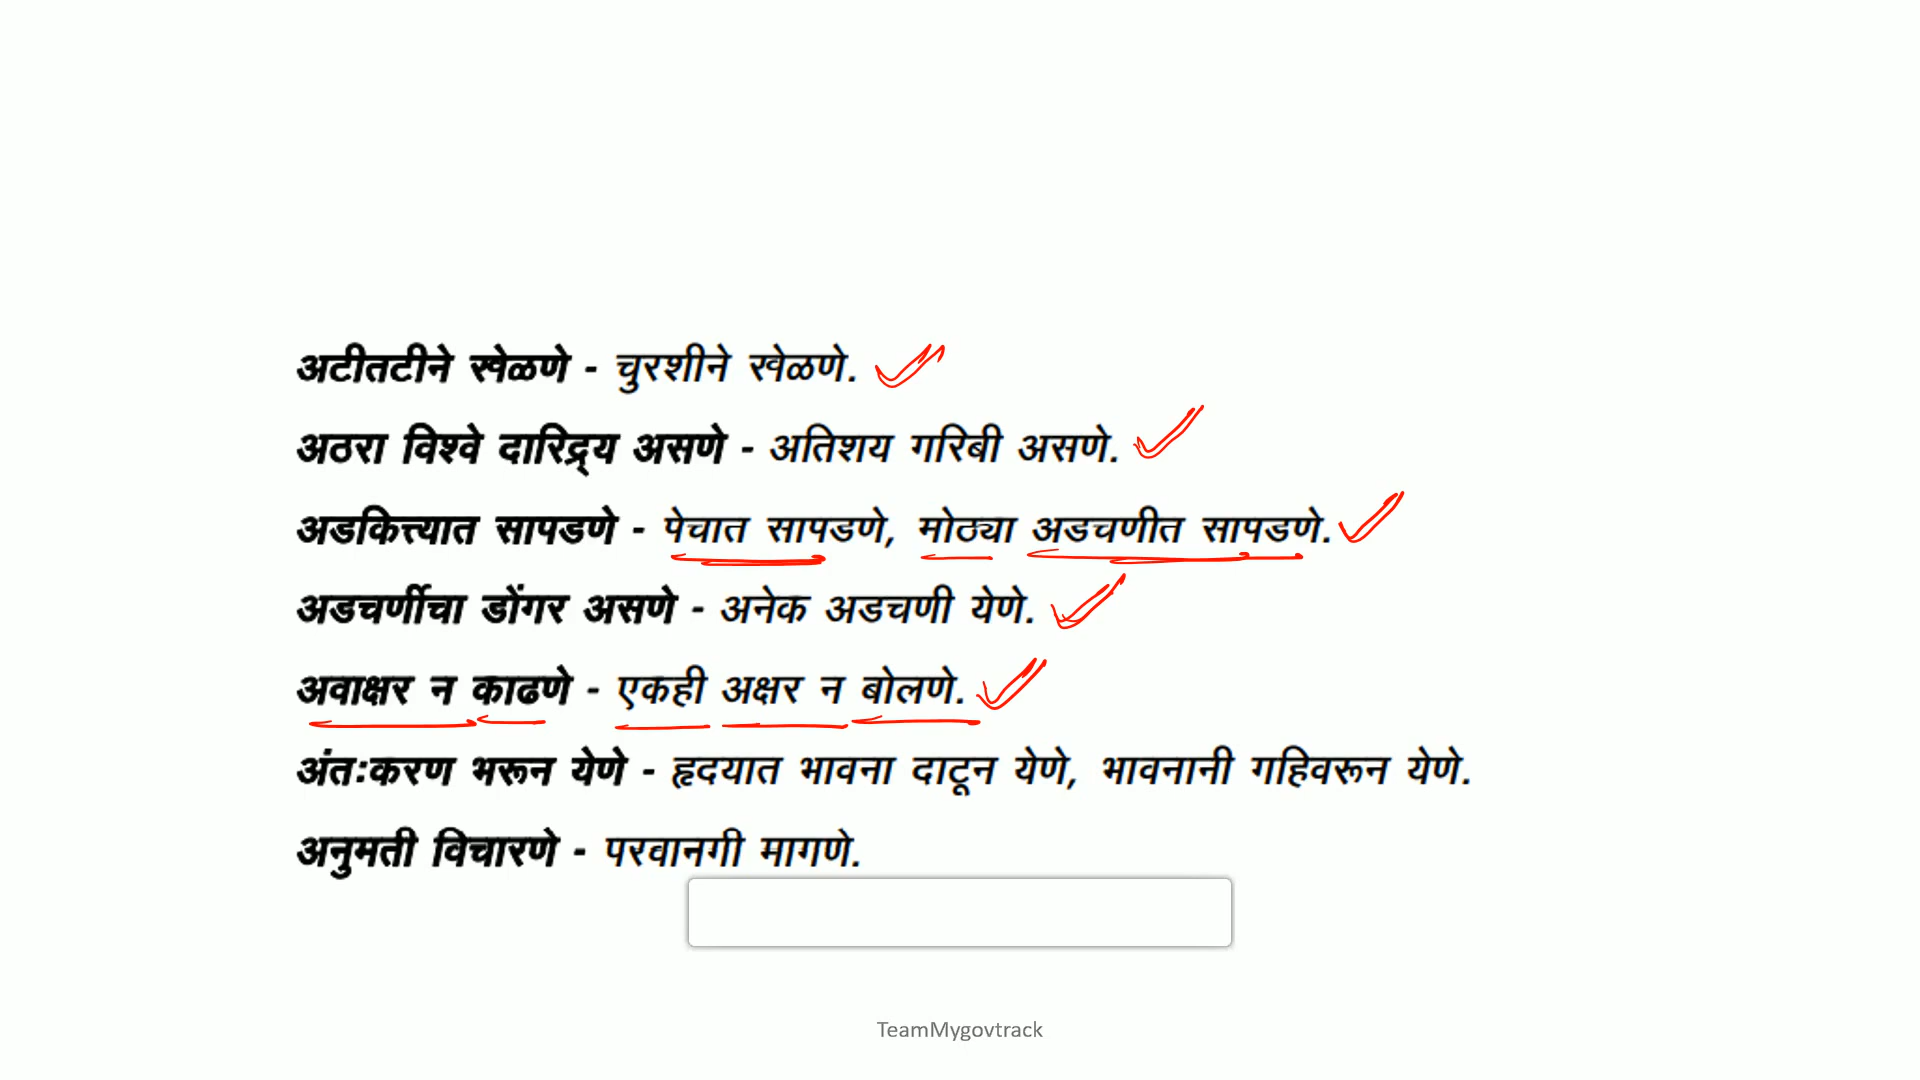 अटीतटीने खेळणे - चुरशीने खेळणे.
अठरा विश्वे दारिद्र्य असणे - अतिशय गरिबी असणे.
अडकित्त्यात सापडणे - पेचात सापडणे, मोठ्या अडचणीत सापडणे.
अडचणींचा डोंगर असणे - अनेक अडचणी येणे.
अवाक्षर न काढणे - एकही अक्षर न बोलणे.
अंतःकरण भरून येणे - हृदयात भावना दाटून येणे, भावनानी गहिवरून येणे.
अनुमती विचारणे - परवानगी मागणे.
TeamMygovtrack